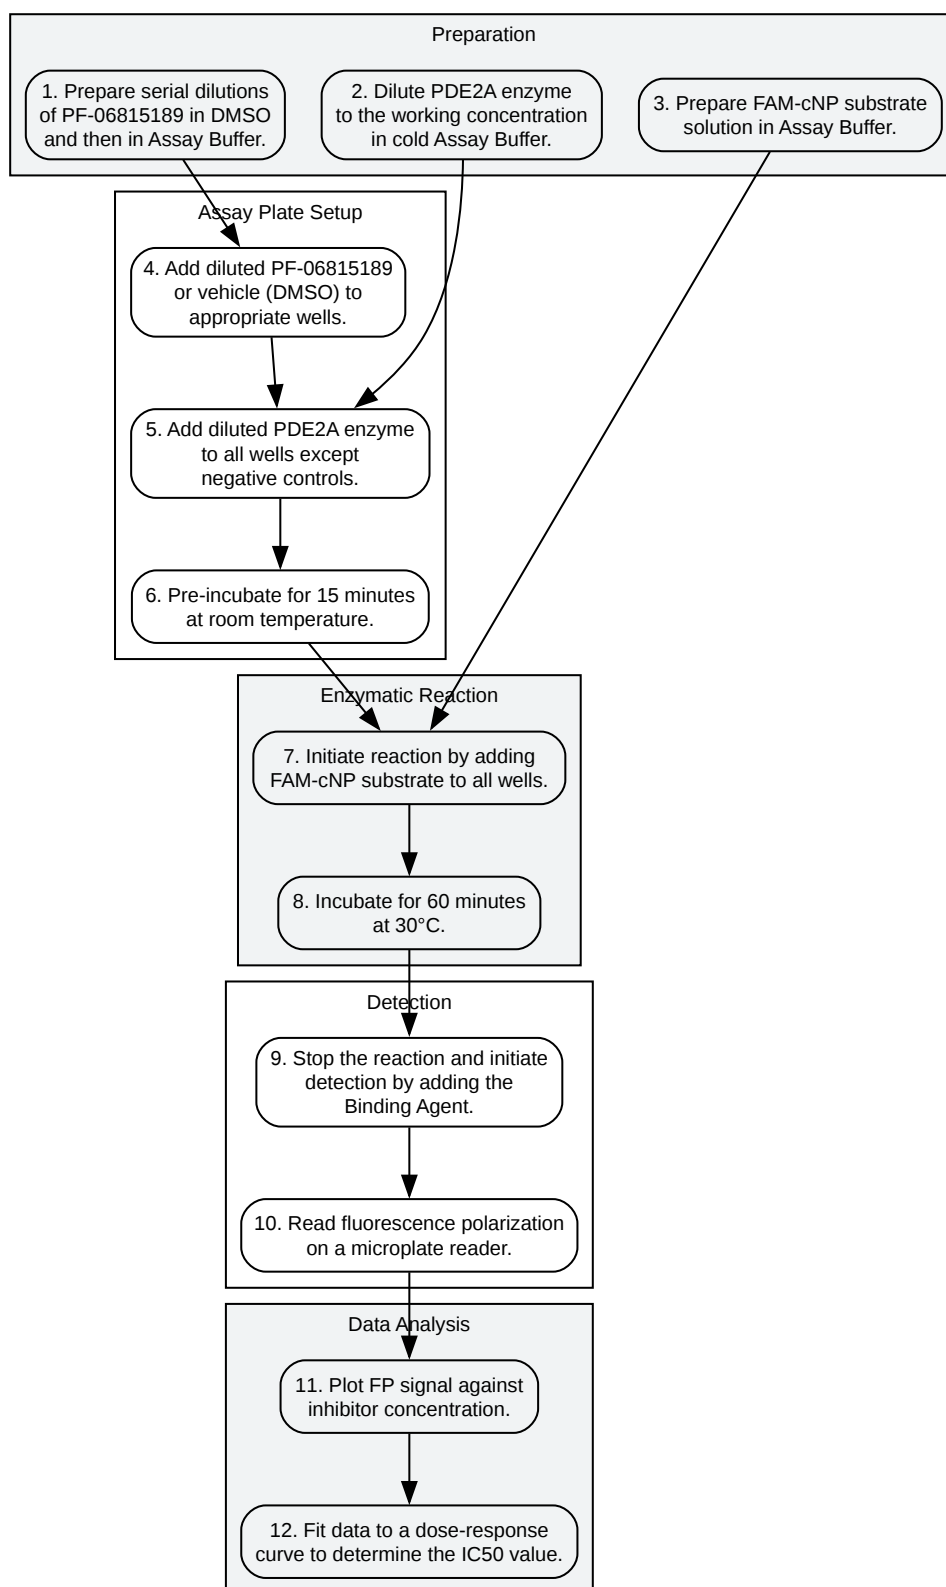 Preparation
1. Prepare serial dilutions
of PF-06815189 in DMSO
and then in Assay Buffer.
2. Dilute PDE2A enzyme
to the working concentration
in cold Assay Buffer.
3. Prepare FAM-cNP substrate
solution in Assay Buffer.
Assay Plate Setup
4. Add diluted PF-06815189
or vehicle (DMSO) to
appropriate wells.
5. Add diluted PDE2A enzyme
to all wells except
negative controls.
6. Pre-incubate for 15 minutes
at room temperature.
Enzymatic Reaction
7. Initiate reaction by adding
FAM-cNP substrate to all wells.
8. Incubate for 60 minutes
at 30°C.
Detection
9. Stop the reaction and initiate
detection by adding the
Binding Agent.
10. Read fluorescence polarization
on a microplate reader.
Data Analysis
11. Plot FP signal against
inhibitor concentration.
12. Fit data to a dose-response
curve to determine the IC50 value.